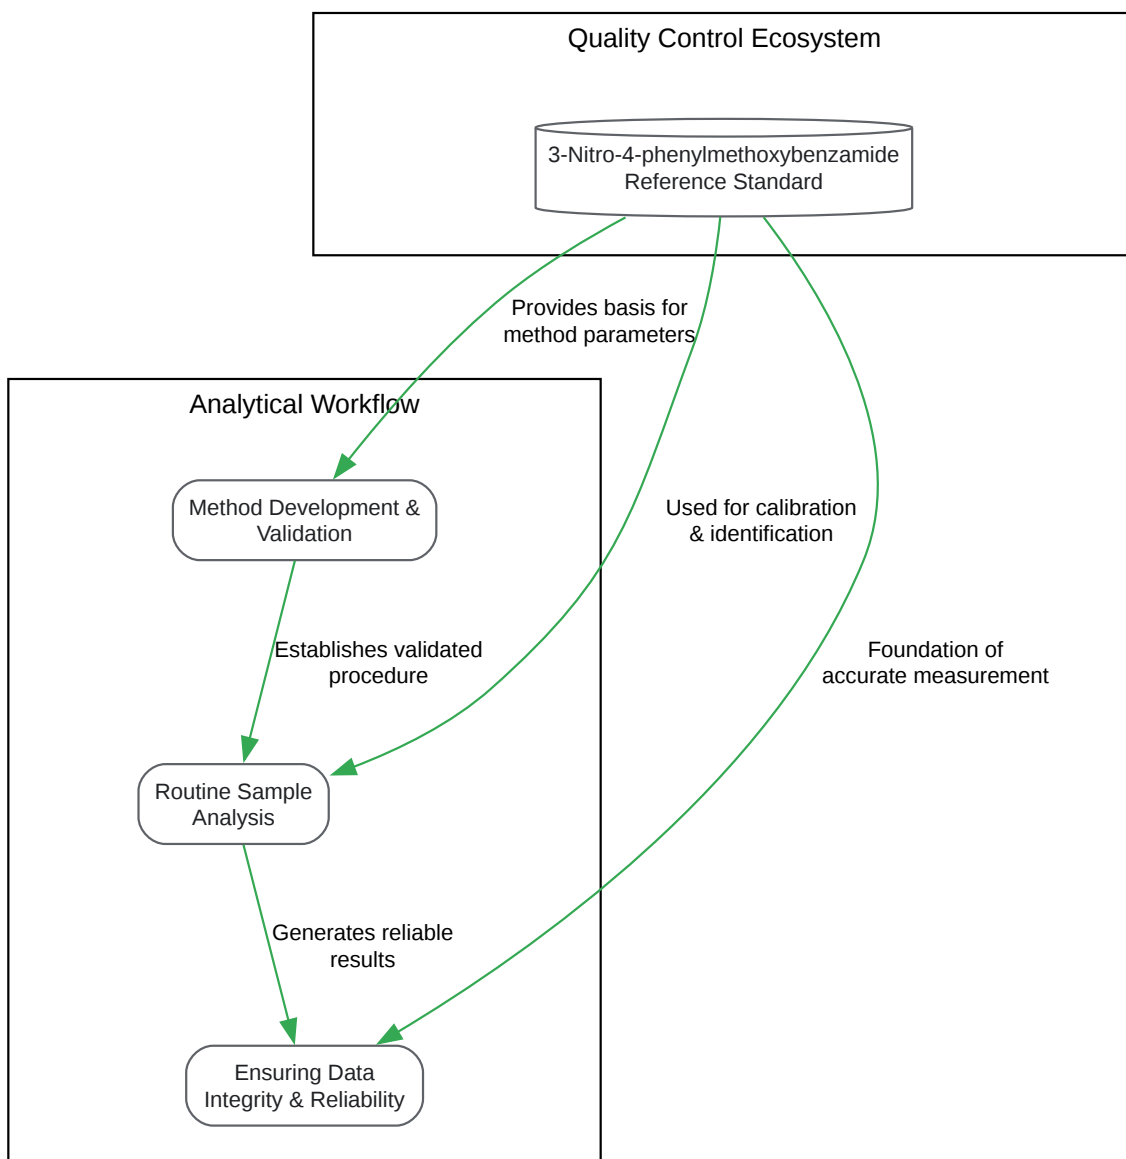 Quality Control Ecosystem
3-Nitro-4-phenylmethoxybenzamide
Reference Standard
Provides basis for
method parameters
Analytical Workflow
Method Development &
Validation
Used for calibration
& identification
Establishes validated
procedure
Foundation of
accurate measurement
Routine Sample
Analysis
Generates reliable
results
Ensuring Data
Integrity & Reliability